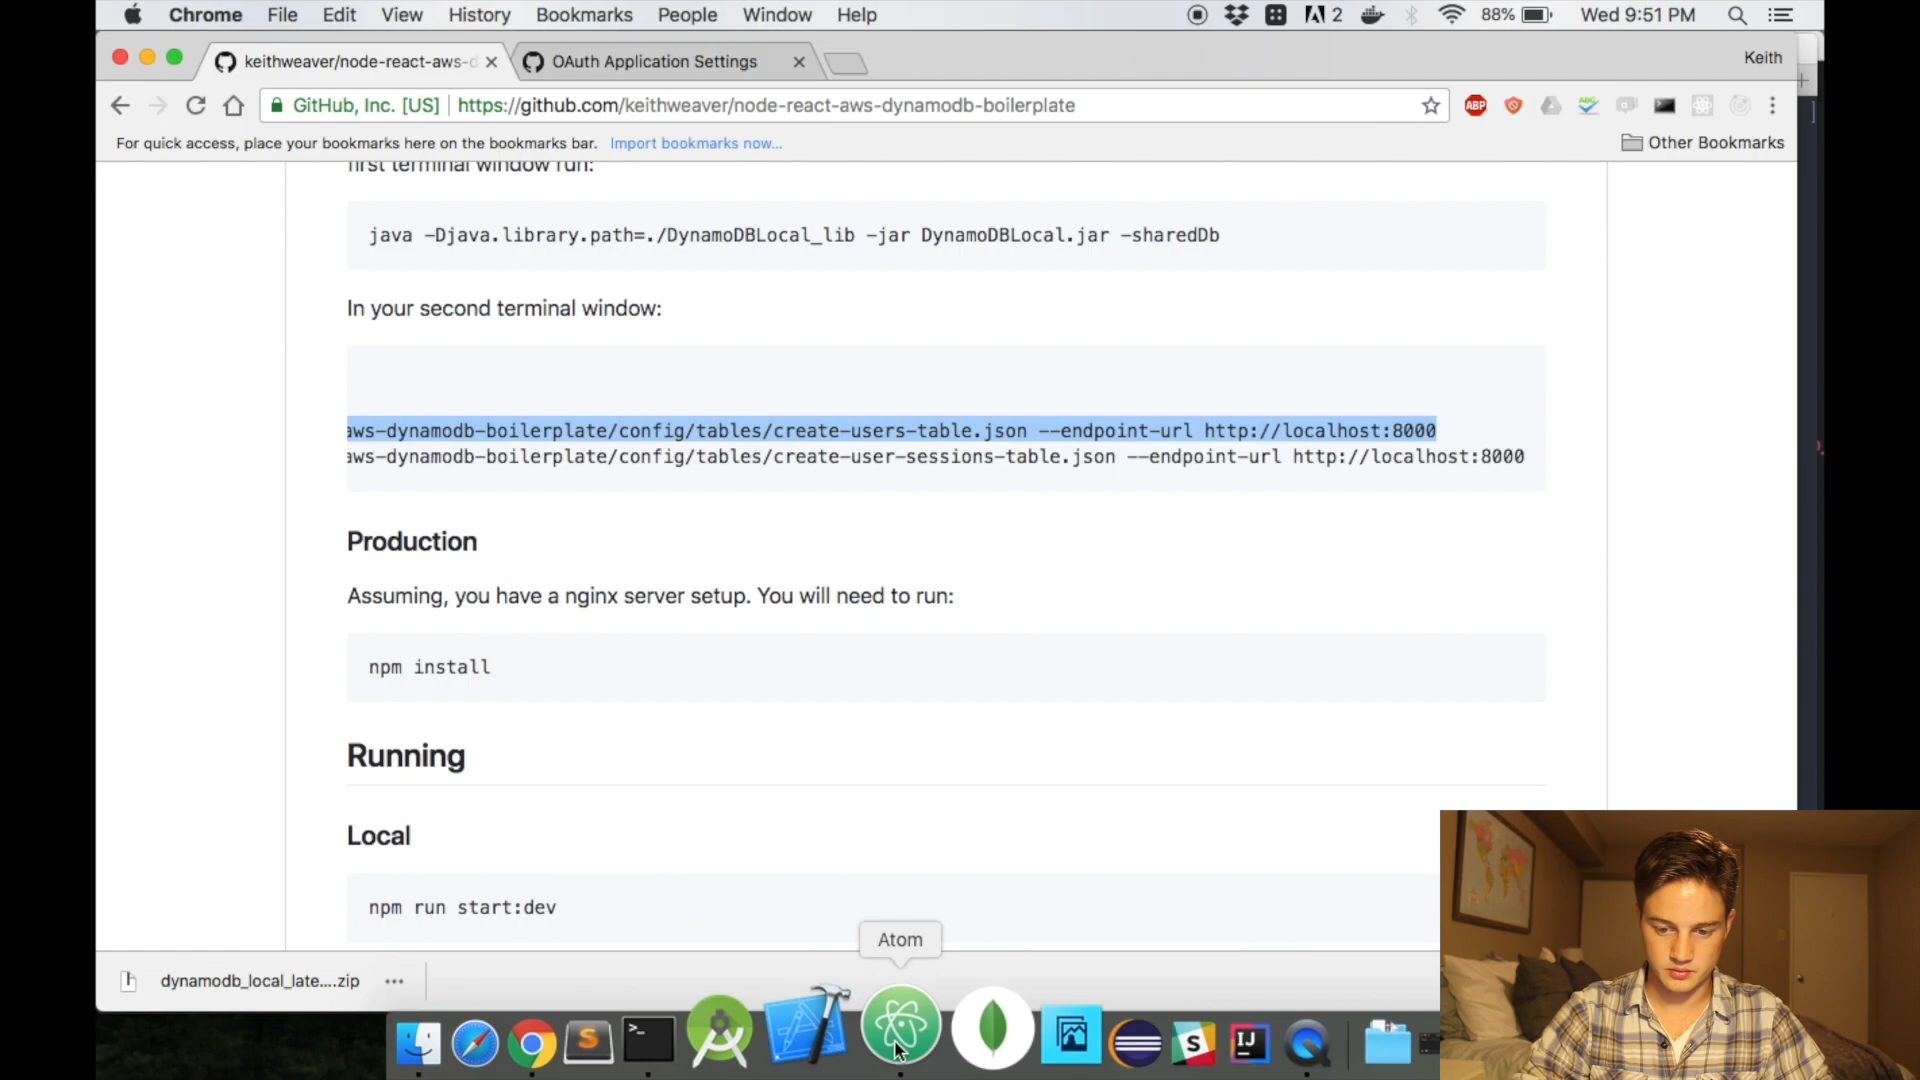 Chrome File Edit View History Bookmarks People Window Help 2 88% Wed 9:51 PM
keithweaver/node-react-aws-d OAuth Application Settings Keith
GitHub, Inc. [US] https://github.com/keithweaver/node-react-aws-dynamodb-boilerplate ABP
For quick access, place your bookmarks here on the bookmarks bar. Import bookmarks now... Other Bookmarks
first terminal window run:
java -Djava.library.path=./DynamoDBLocal_lib -jar DynamoDBLocal.jar -sharedDb
In your second terminal window:
aws-dynamodb-boilerplate/config/tables/create-users-table.json --endpoint-url http://localhost:8000
aws-dynamodb-boilerplate/config/tables/create-user-sessions-table.json --endpoint-url http://localhost:8000
Production
Assuming, you have a nginx server setup. You will need to run:
npm install
Running
Local
npm run start:dev
Atom
dynamodb_local_late....zip
S >_ S IJ